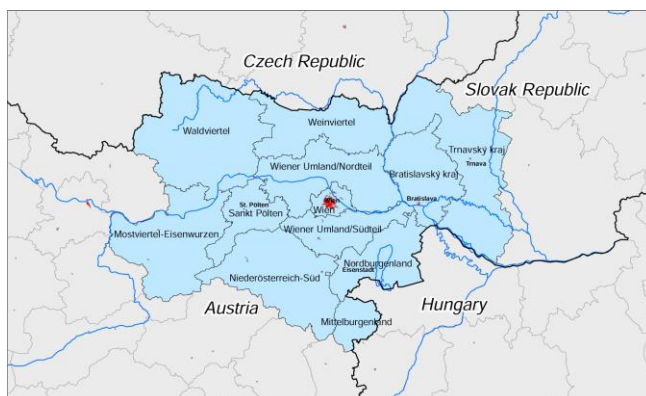 Czech Republic
Slovak Republic
Weinviertel
Waldviertel
Trnavský kraj
Trnava
Wiener Umland/Nordteil
Bratislavský kraj
Bratislava
Wien
St. Pölten
Sankt Pölten
Wiener Umland/Südteil
Mostviertel-Eisenwurzen
Nordburgenland
Eisenstadt
Niederösterreich-Süd
Austria
Hungary
Mittelburgenland